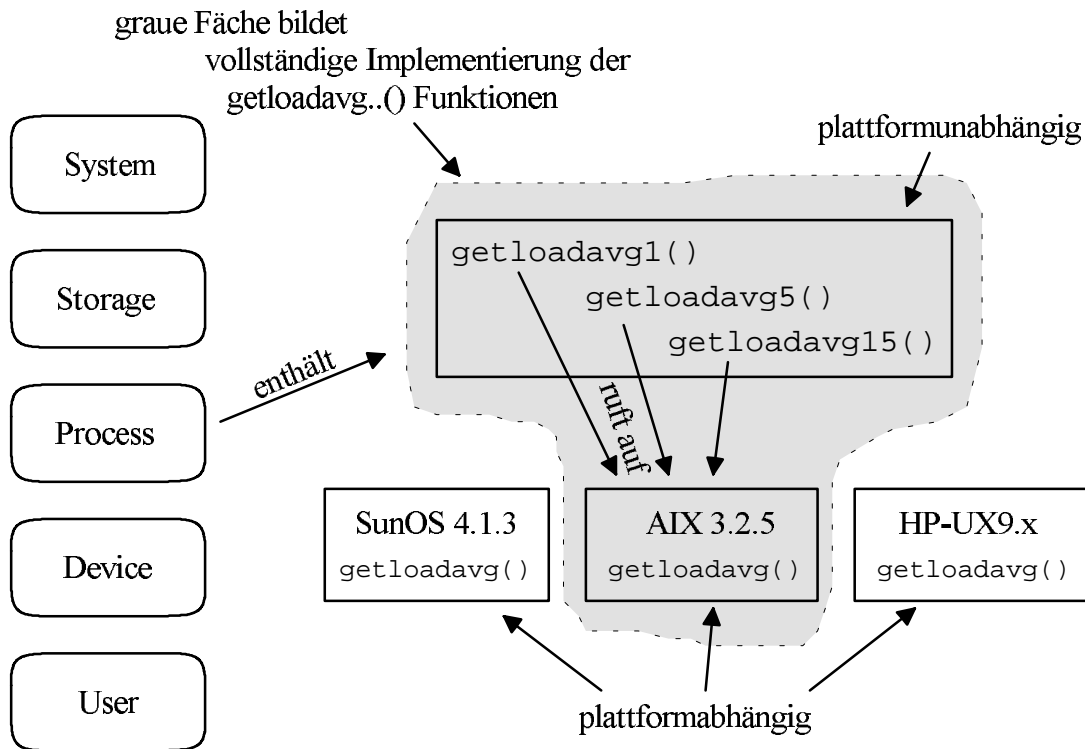 graue Fäche bildet
vollständige Implementierung der
getloadavg..() Funktionen
plattformunabhängig
System
Storage
Process
Device
User
enthält
getloadavg1()
getloadavg5()
getloadavg15()
ruft auf
SunOS 4.1.3
getloadavg()
AIX 3.2.5
getloadavg()
HP-UX9.x
getloadavg()
plattformabhängig